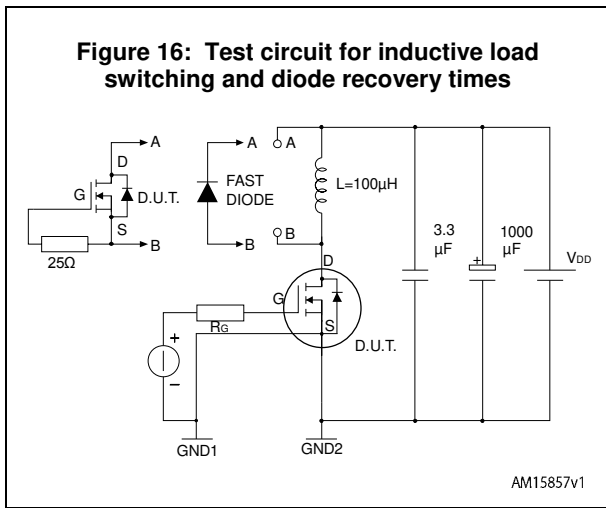 Figure 16: Test circuit for inductive load
switching and diode recovery times
A
D
G
D.U.T.
S
B
25Ω
A
FAST
DIODE
B
A
B
L=100μH
3.3
μF
+
1000
μF
VDD
D
G
S
D.U.T.
RG
+
−
GND1
GND2
AM15857v1